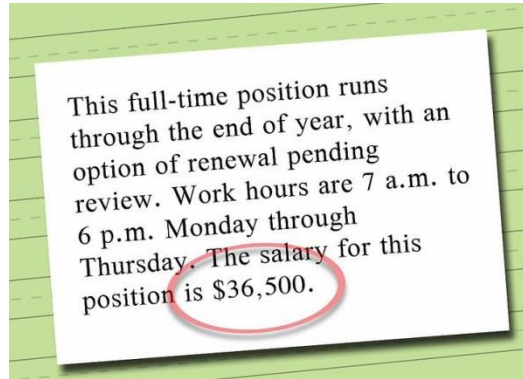 This full-time position runs
through the end of year, with an
option of renewal pending
review. Work hours are 7 a.m. to
6 p.m. Monday through
Thursday. The salary for this
position is $36,500.